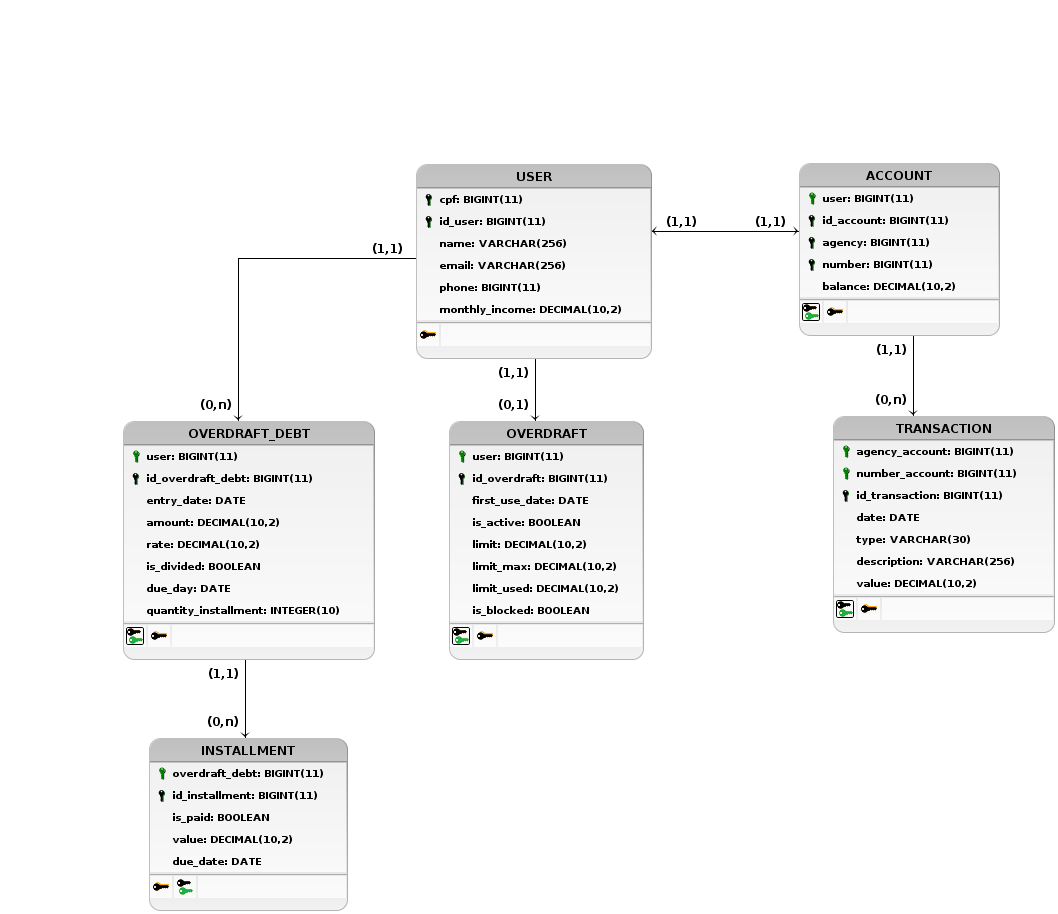 USER
cpf: BIGINT(11)
id_user: BIGINT(11)
name: VARCHAR(256)
email: VARCHAR(256)
phone: BIGINT(11)
monthly_income: DECIMAL(10,2)
(1,1)
(1,1)
ACCOUNT
user: BIGINT(11)
id_account: BIGINT(11)
agency: BIGINT(11)
number: BIGINT(11)
balance: DECIMAL(10,2)
(1,1)
(0,n)
(1,1)
(0,1)
(1,1)
(0,n)
OVERDRAFT_DEBT
user: BIGINT(11)
id_overdraft_debt: BIGINT(11)
entry_date: DATE
amount: DECIMAL(10,2)
rate: DECIMAL(10,2)
is_divided: BOOLEAN
due_day: DATE
quantity_installment: INTEGER(10)
OVERDRAFT
user: BIGINT(11)
id_overdraft: BIGINT(11)
first_use_date: DATE
is_active: BOOLEAN
limit: DECIMAL(10,2)
limit_max: DECIMAL(10,2)
limit_used: DECIMAL(10,2)
is_blocked: BOOLEAN
TRANSACTION
agency_account: BIGINT(11)
number_account: BIGINT(11)
id_transaction: BIGINT(11)
date: DATE
type: VARCHAR(30)
description: VARCHAR(256)
value: DECIMAL(10,2)
(1,1)
(0,n)
INSTALLMENT
overdraft_debt: BIGINT(11)
id_installment: BIGINT(11)
is_paid: BOOLEAN
value: DECIMAL(10,2)
due_date: DATE